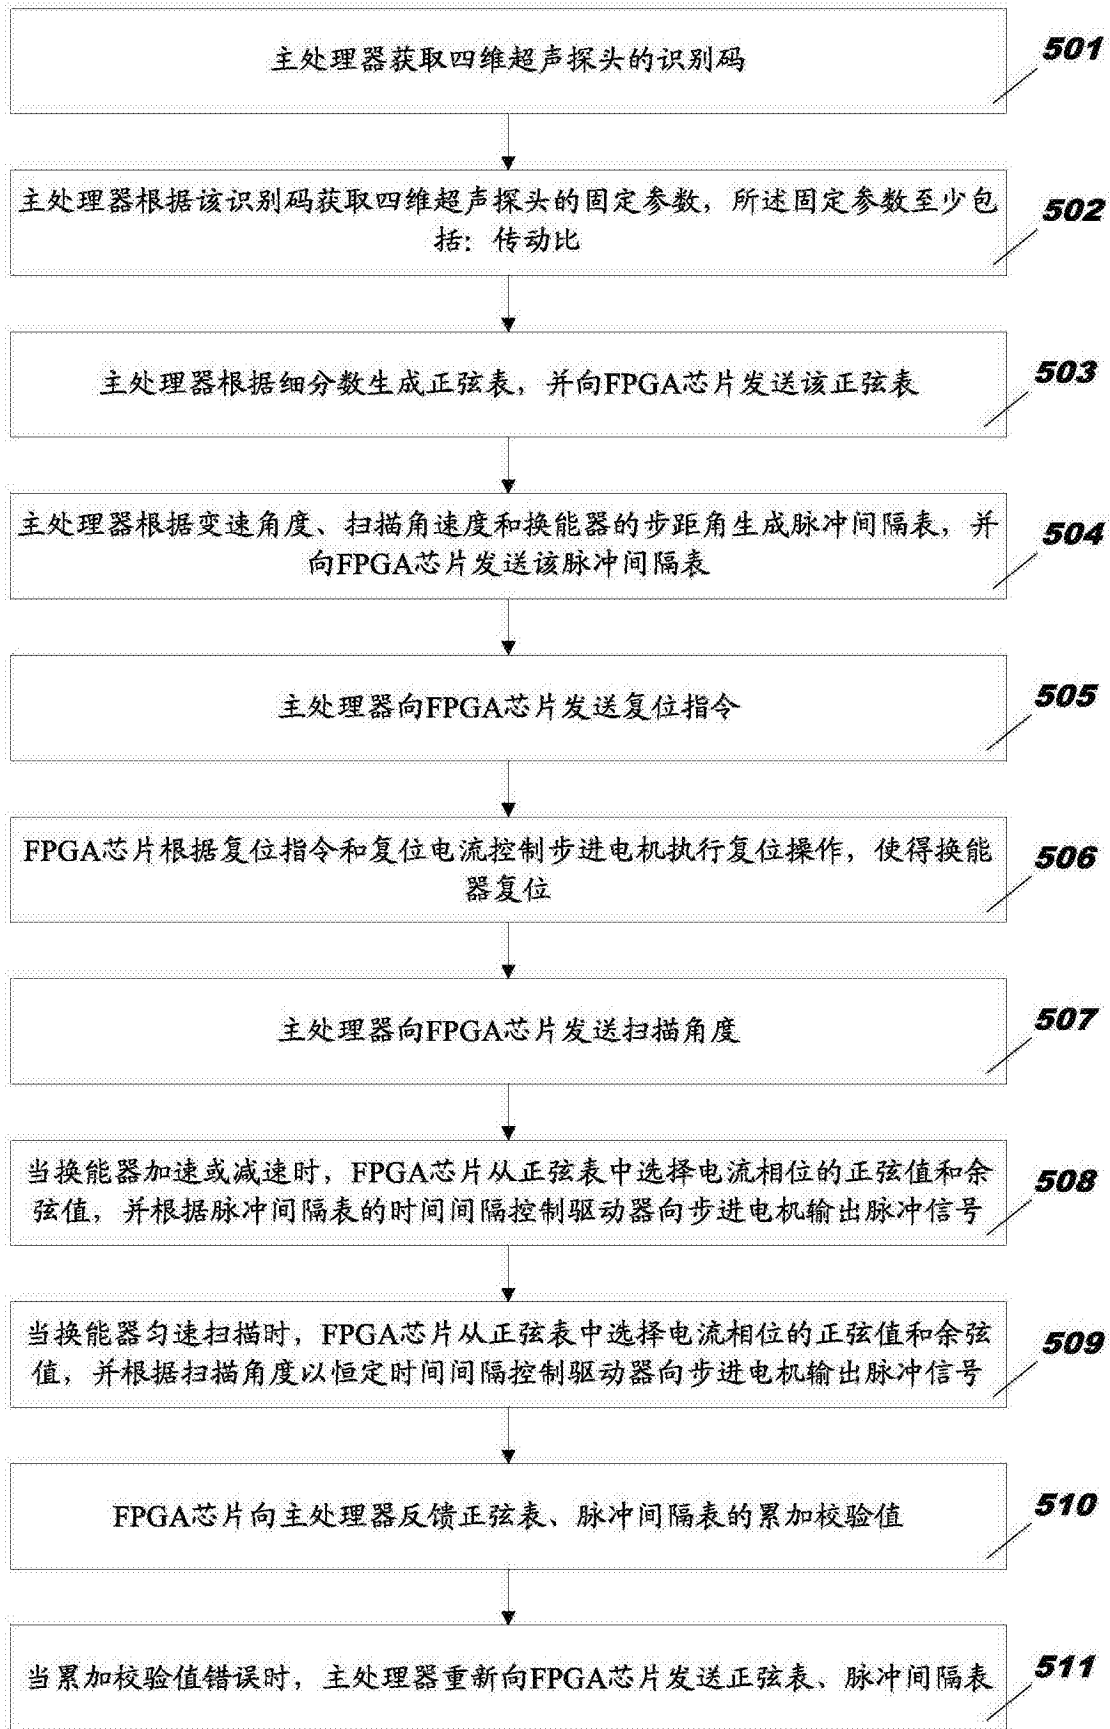 主处理器获取四维超声探头的识别码
501
主处理器根据该识别码获取四维超声探头的固定参数，所述固定参数至少包
括：传动比
502
主处理器根据细分数生成正弦表，并向FPGA芯片发送该正弦表
503
主处理器根据变速角度、扫描角速度和换能器的步距角生成脉冲间隔表，并
向FPGA芯片发送该脉冲间隔表
504
主处理器向FPGA芯片发送复位指令
505
FPGA芯片根据复位指令和复位电流控制步进电机执行复位操作，使得换能
器复位
506
主处理器向FPGA芯片发送扫描角度
507
当换能器加速或减速时，FPGA芯片从正弦表中选择电流相位的正弦值和余
弦值，并根据脉冲间隔表的时间间隔控制驱动器向步进电机输出脉冲信号
508
当换能器匀速扫描时，FPGA芯片从正弦表中选择电流相位的正弦值和余弦
值，并根据扫描角度以恒定时间间隔控制驱动器向步进电机输出脉冲信号
509
FPGA芯片向主处理器反馈正弦表、脉冲间隔表的累加校验值
510
当累加校验值错误时，主处理器重新向FPGA芯片发送正弦表、脉冲间隔表
511